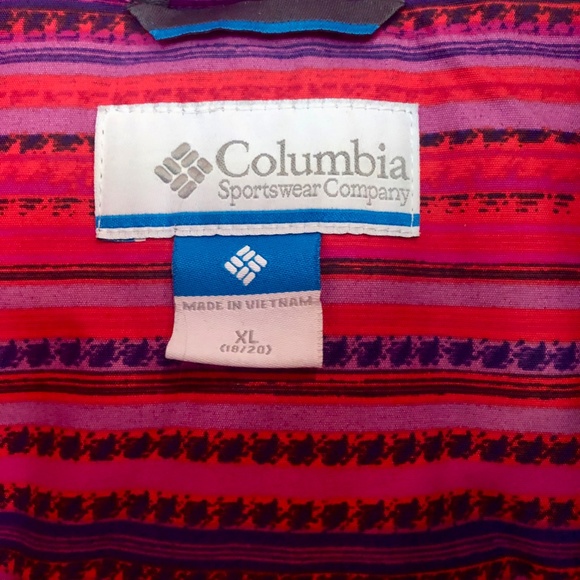 Columbia
Sportswear Company
MADE IN VIETNAM
XL
(18/20)